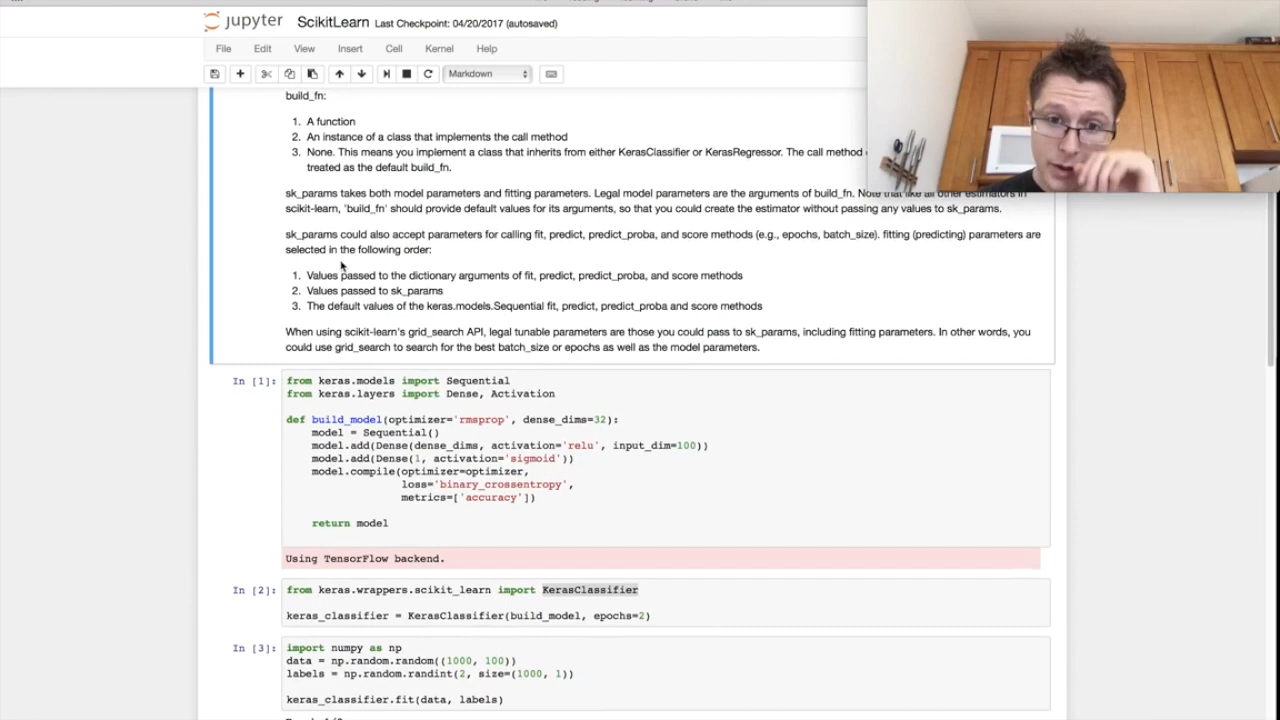 jupyter ScikitLearn Last Checkpoint: 04/20/2017 (autosaved)
File Edit View Insert Cell Kernel Help
Markdown
build_fn:
1. A function
2. An instance of a class that implements the call method
3. None. This means you implement a class that inherits from either KerasClassifier or KerasRegressor. The call method
treated as the default build_fn.
sk_params takes both model parameters and fitting parameters. Legal model parameters are the arguments of build_fn. Note that like all other estimators in
scikit-learn, 'build_fn' should provide default values for its arguments, so that you could create the estimator without passing any values to sk_params.
sk_params could also accept parameters for calling fit, predict, predict_proba, and score methods (e.g., epochs, batch_size). fitting (predicting) parameters are
selected in the following order:
1. Values passed to the dictionary arguments of fit, predict, predict_proba, and score methods
2. Values passed to sk_params
3. The default values of the keras.models.Sequential fit, predict, predict_proba and score methods
When using scikit-learn's grid_search API, legal tunable parameters are those you could pass to sk_params, including fitting parameters. In other words, you
could use grid_search to search for the best batch_size or epochs as well as the model parameters.
In [1]: from keras.models import Sequential
from keras.layers import Dense, Activation
def build_model(optimizer='rmsprop', dense_dims=32):
model = Sequential()
model.add(Dense(dense_dims, activation='relu', input_dim=100))
model.add(Dense(1, activation='sigmoid'))
model.compile(optimizer=optimizer,
loss='binary_crossentropy',
metrics=['accuracy'])
return model
Using TensorFlow backend.
In [2]: from keras.wrappers.scikit_learn import KerasClassifier
keras_classifier = KerasClassifier(build_model, epochs=2)
In [3]: import numpy as np
data = np.random.random((1000, 100))
labels = np.random.randint(2, size=(1000, 1))
keras_classifier.fit(data, labels)